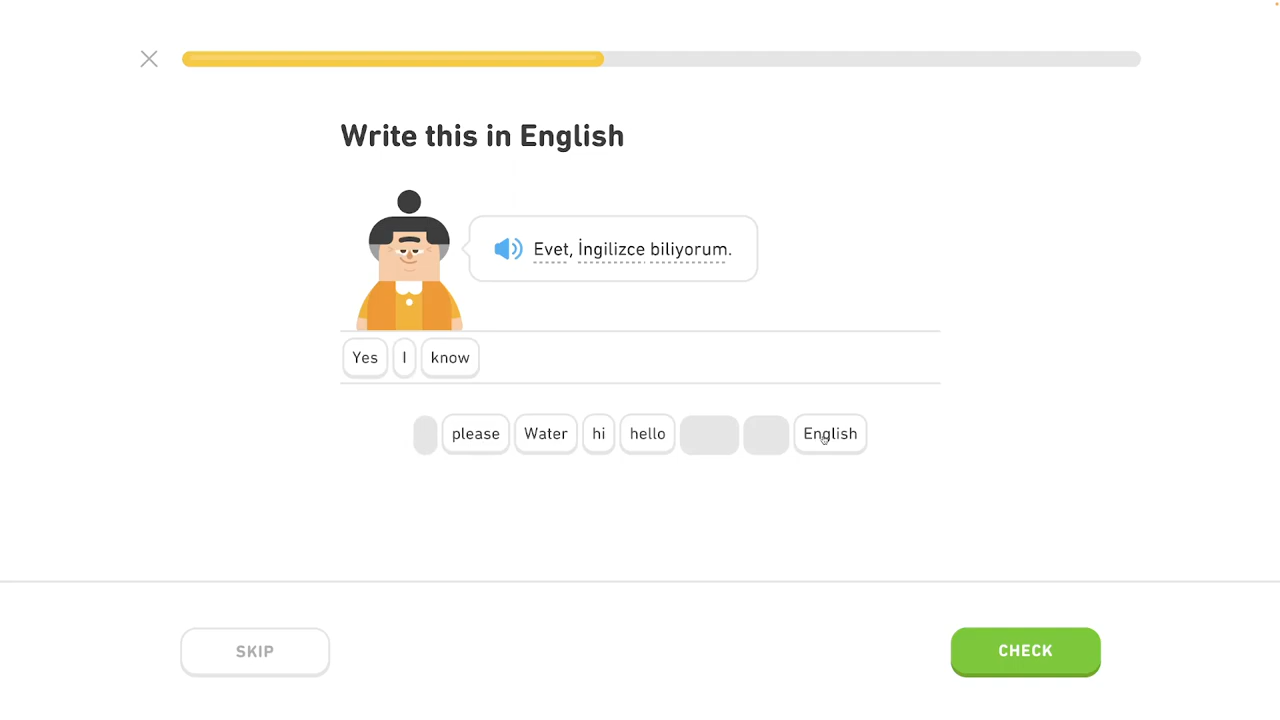 Write this in English
Evet, İngilizce biliyorum.
Yes I know
please Water hi hello English
SKIP CHECK